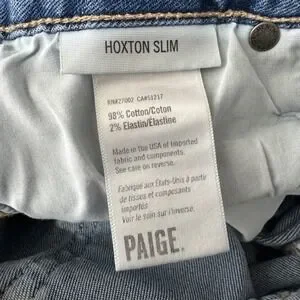 HOXTON SLIM
RN#27002 CA#51217
98% Cotton/Coton
2% Elastin/Élastine
Made in the USA of imported
fabric and components.
See care on reverse.
Fabriqué aux États-Unis à partir
de tissus et composants
importés
Voir le soin sur l'inverse.
PAIGE.